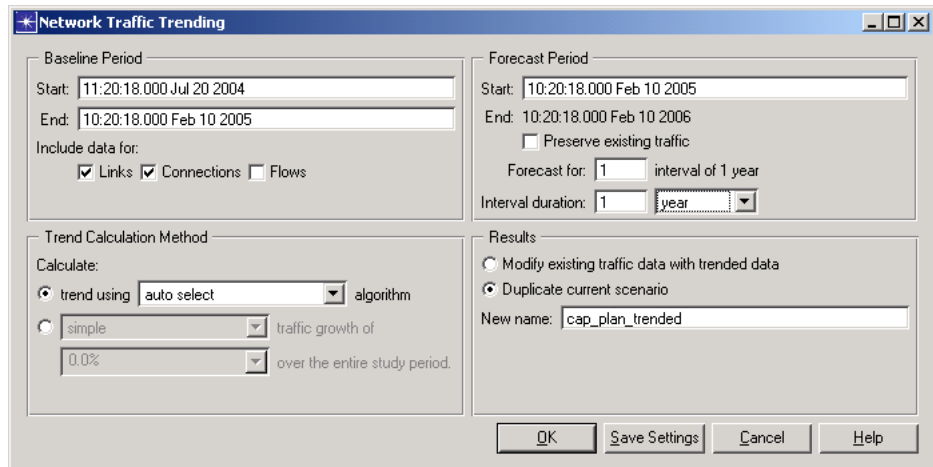 Network Traffic Trending
Baseline Period
Start: 11:20:18.000 Jul 20 2004
End: 10:20:18.000 Feb 10 2005
Include data for:
Links Connections Flows
Forecast Period
Start: 10:20:18.000 Feb 10 2005
End: 10:20:18.000 Feb 10 2006
Preserve existing traffic
Forecast for: 1 interval of 1 year
Interval duration: 1 year
Trend Calculation Method
Calculate:
trend using auto select algorithm
simple traffic growth of
0.0% over the entire study period.
Results
Modify existing traffic data with trended data
Duplicate current scenario
New name: cap_plan_trended
OK Save Settings Cancel Help